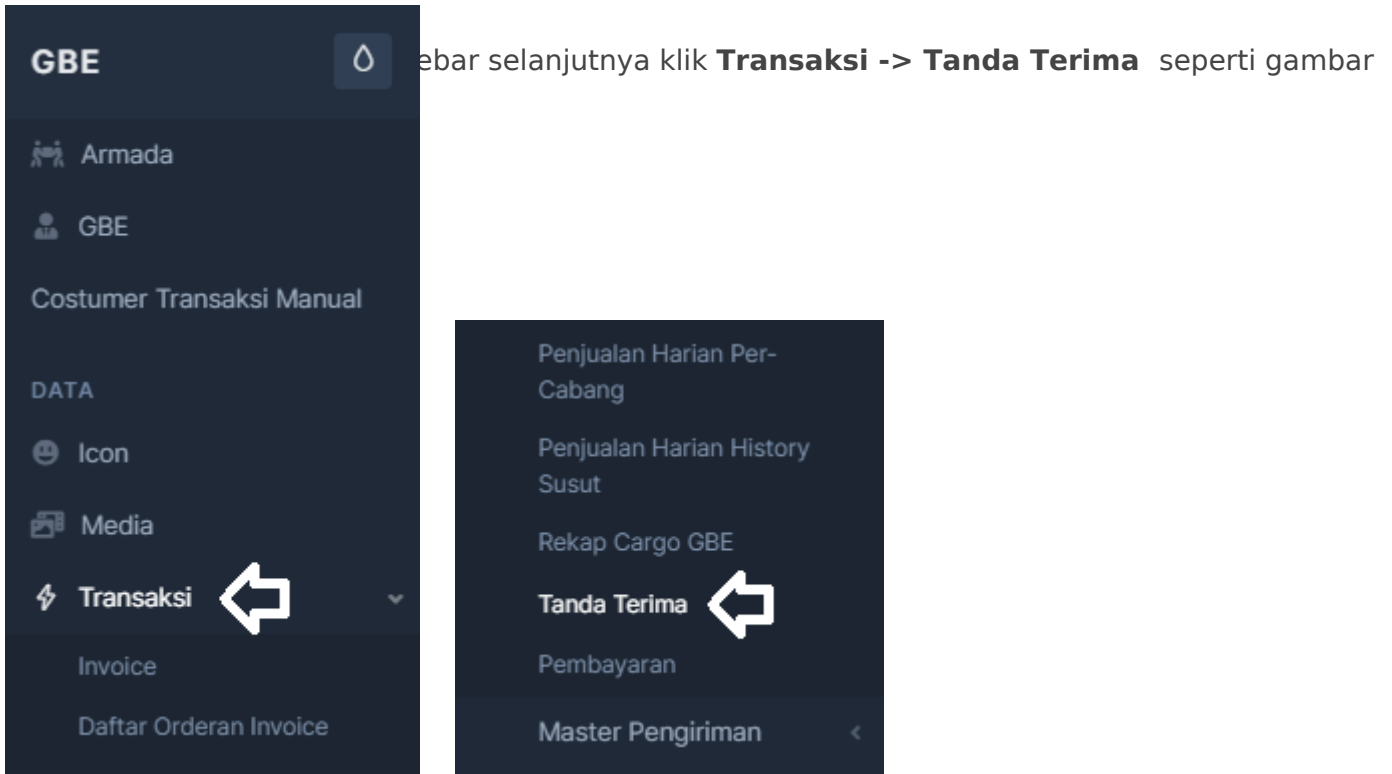 GBE
ebar selanjutnya klik Transaksi -> Tanda Terima seperti gambar
Armada
GBE
Costumer Transaksi Manual
DATA
Icon
Media
Transaksi
Invoice
Daftar Orderan Invoice
Penjualan Harian Per-
Cabang
Penjualan Harian History
Susut
Rekap Cargo GBE
Tanda Terima
Pembayaran
Master Pengiriman